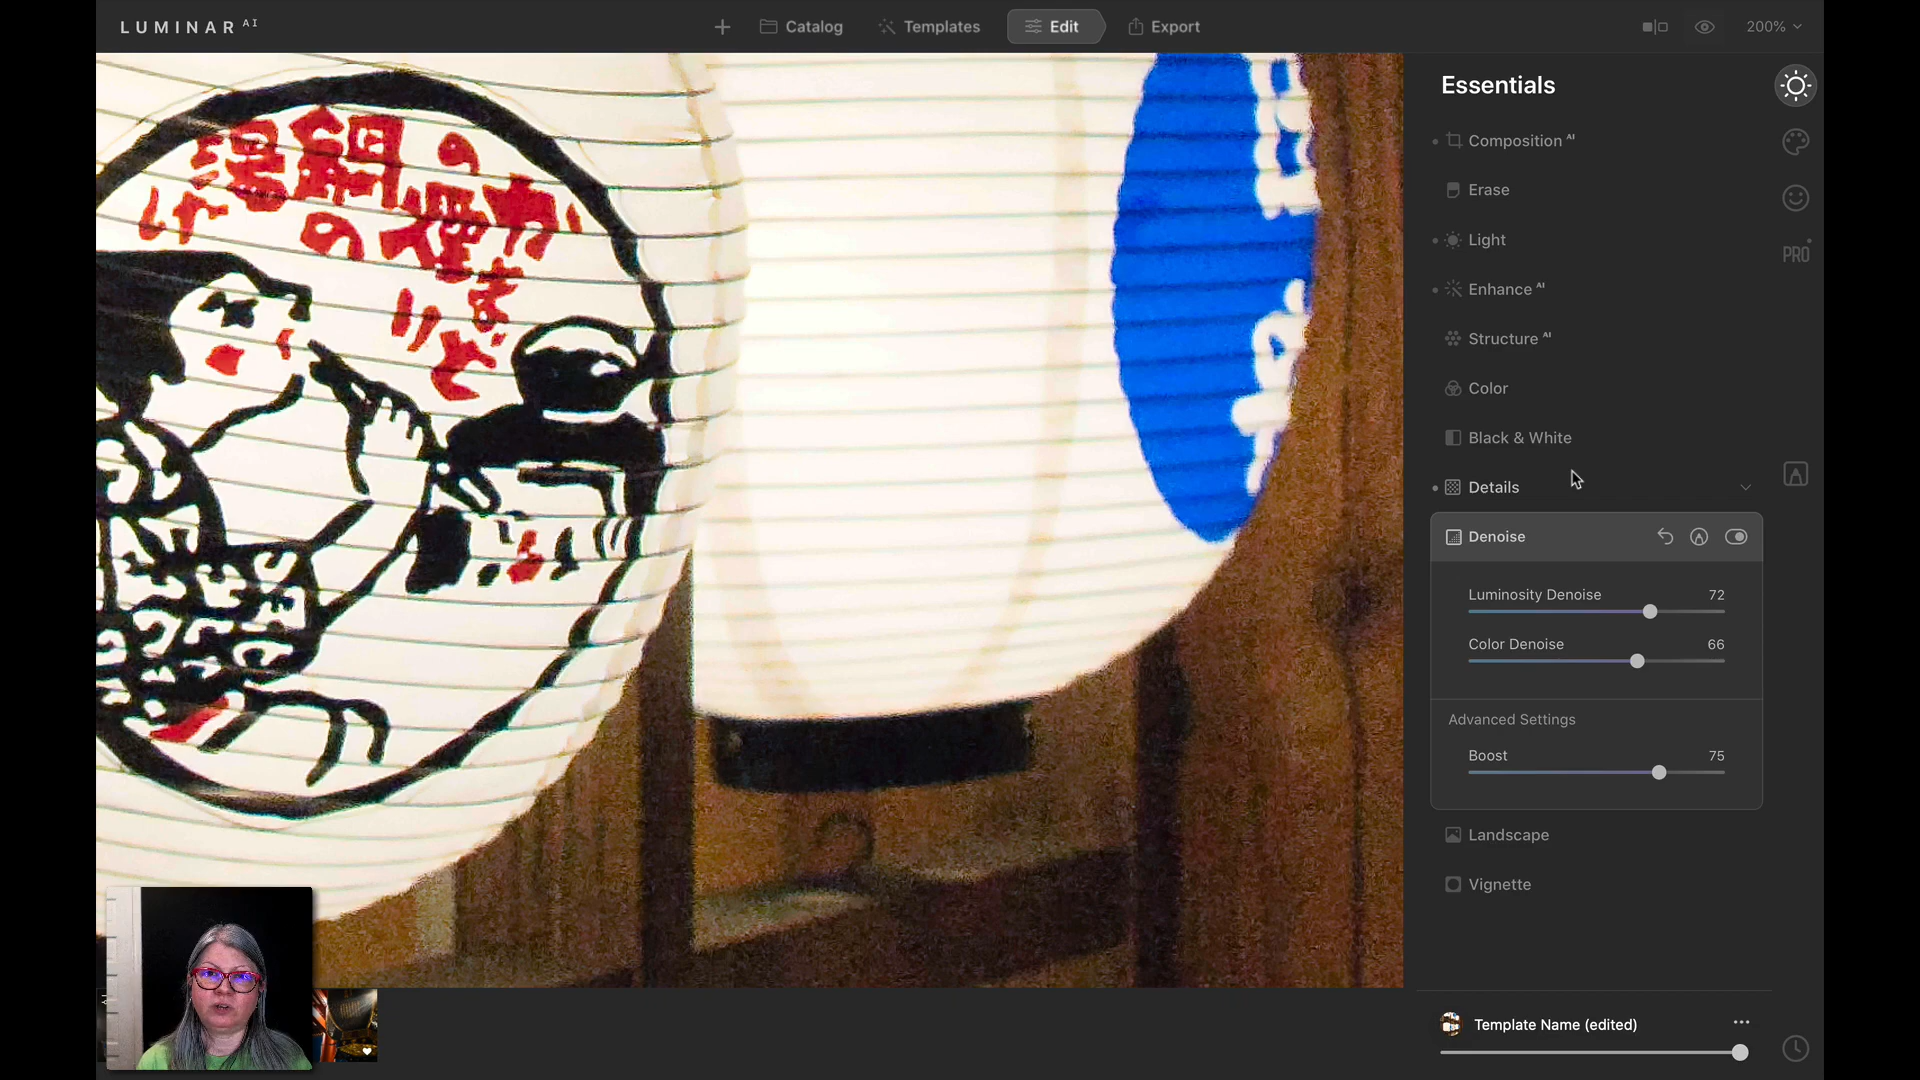 LUMINAR AI
Catalog
Templates
Edit
Export
200%
Essentials
Composition AI
Erase
Light
Enhance AI
Structure AI
Color
Black & White
Details
Denoise
Luminosity Denoise 72
Color Denoise 66
Advanced Settings
Boost 75
Landscape
Vignette
Template Name (edited)
PRO